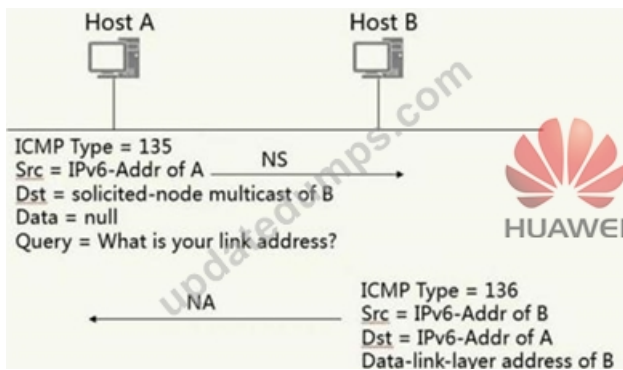 Host A
Host B
ICMP Type = 135
Src = IPv6-Addr of A
NS
Dst = solicited-node multicast of B
Data = null
Query = What is your link address?
HUAWEI
updatedumps.com
ICMP Type = 136
NA
Src = IPv6-Addr of B
Dst = IPv6-Addr of A
Data-link-layer address of B